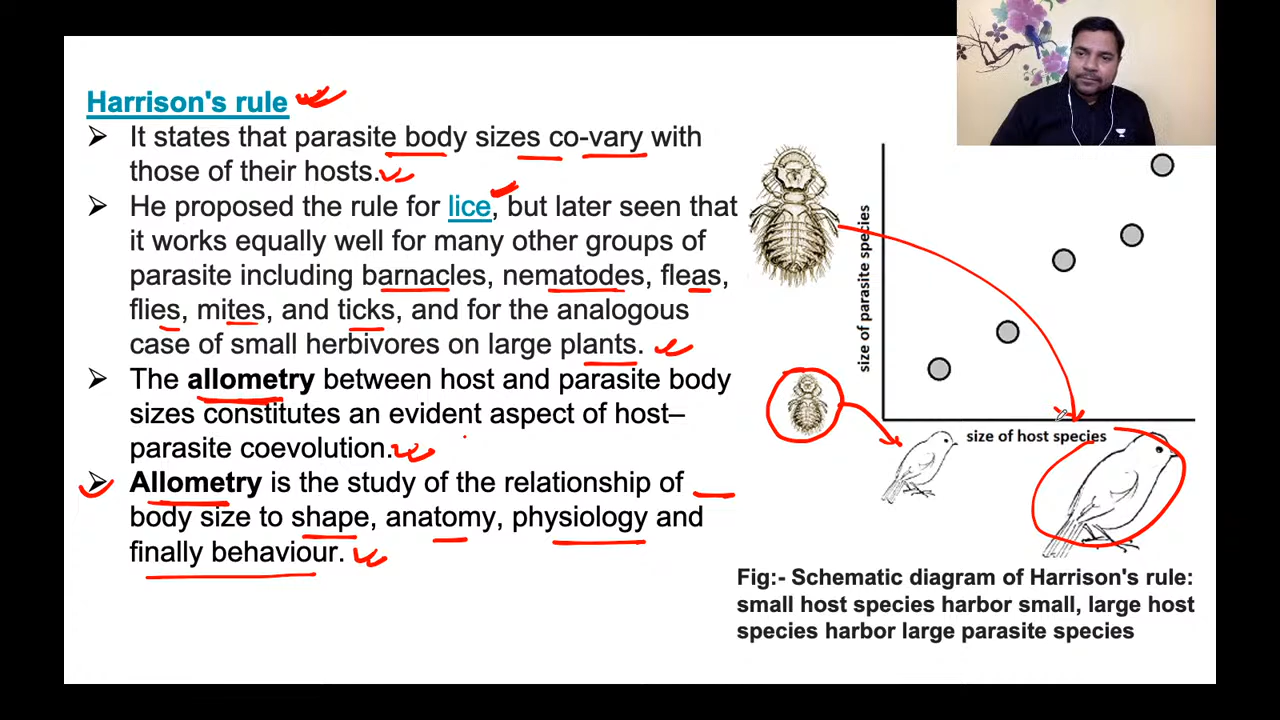 Harrison's rule
➢ It states that parasite body sizes co-vary with
those of their hosts.
➢ He proposed the rule for lice, but later seen that
it works equally well for many other groups of
parasite including barnacles, nematodes, fleas,
flies, mites, and ticks, and for the analogous
case of small herbivores on large plants.
➢ The allometry between host and parasite body
sizes constitutes an evident aspect of host–
parasite coevolution.
➢ Allometry is the study of the relationship of
body size to shape, anatomy, physiology and
finally behaviour.
size of parasite species
size of host species
Fig:- Schematic diagram of Harrison's rule:
small host species harbor small, large host
species harbor large parasite species